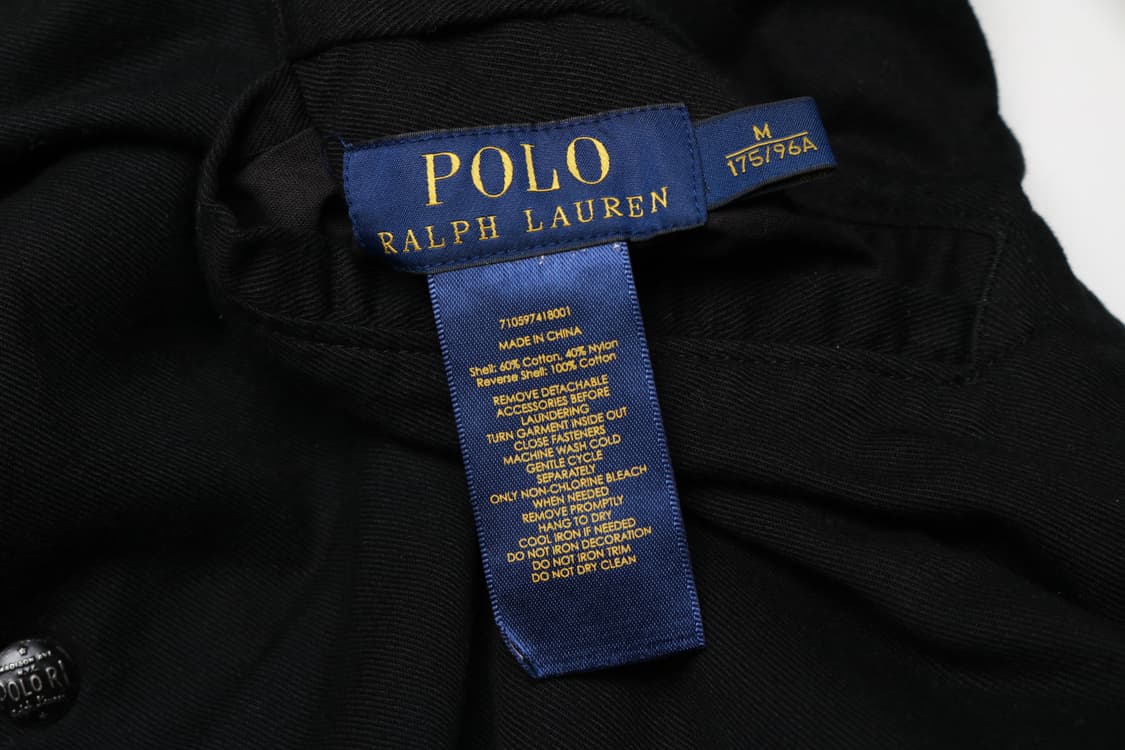 POLO
RALPH LAUREN
M
175/96A
710597418001
MADE IN CHINA
Shell: 60% Cotton, 40% Nylon
Reverse Shell: 100% Cotton
REMOVE DETACHABLE
ACCESSORIES BEFORE
LAUNDERING
TURN GARMENT INSIDE OUT
CLOSE FASTENERS
MACHINE WASH COLD
GENTLE CYCLE
SEPARATELY
ONLY NON-CHLORINE BLEACH
WHEN NEEDED
REMOVE PROMPTLY
HANG TO DRY
COOL IRON IF NEEDED
DO NOT IRON DECORATION
DO NOT IRON TRIM
DO NOT DRY CLEAN
POLO R